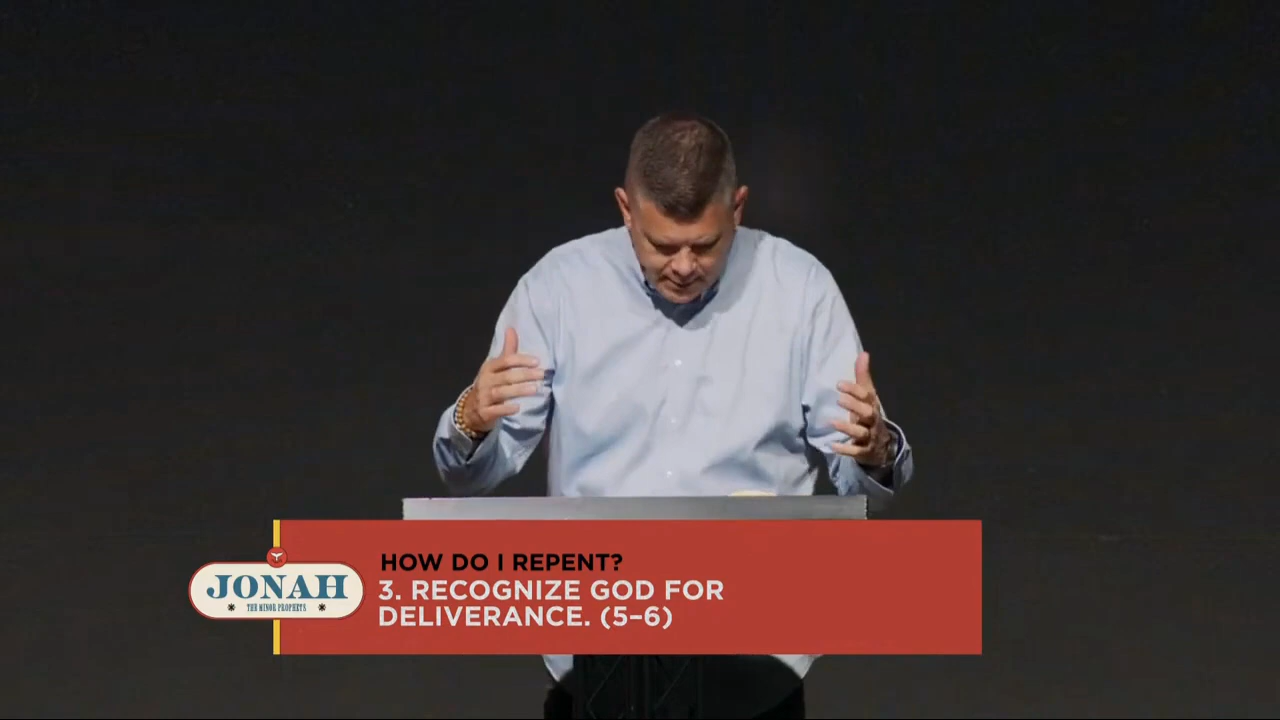 HOW DO I REPENT?
3. RECOGNIZE GOD FOR
DELIVERANCE. (5-6)
JONAH
THE MINOR PROPHETS